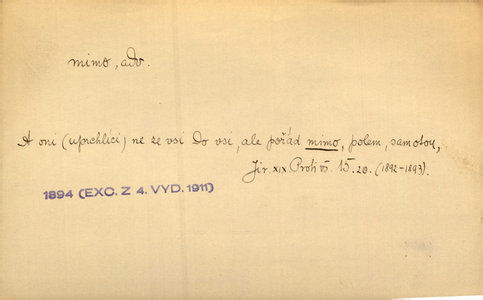 mimo, adv.
A oni (uprchlíci) ne ze vsi do vsi, ale pořád mimo, polem, samotou,
Jir. XIX Proti vš. 15. 20. (1892-1893).
1894 (EXC. Z 4. VYD. 1911)